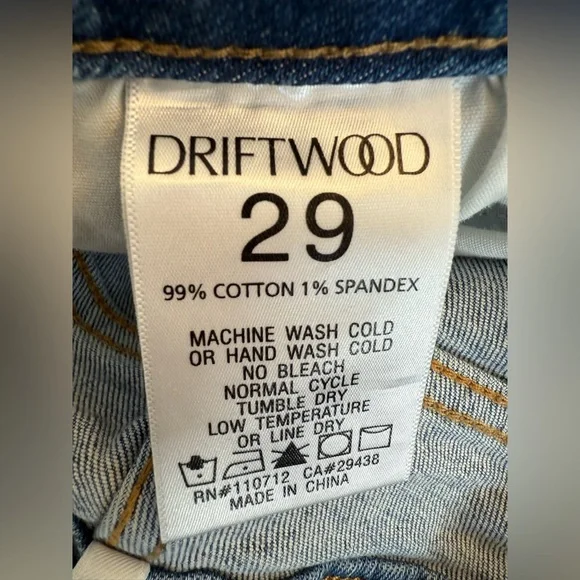 DRIFTWOOD
29
99% COTTON 1% SPANDEX
MACHINE WASH COLD
OR HAND WASH COLD
NO BLEACH
NORMAL CYCLE
TUMBLE DRY
LOW TEMPERATURE
OR LINE DRY
RN#110712 CA#29438
MADE IN CHINA